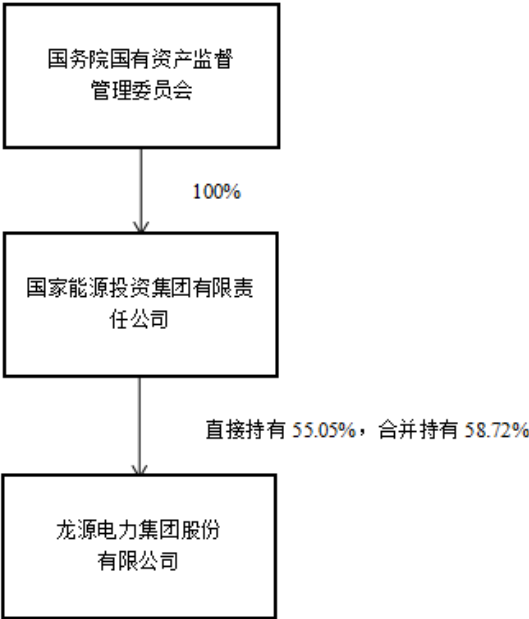 国务院国有资产监督
管理委员会
100%
国家能源投资集团有限责
任公司
直接持有 55.05%，合并持有 58.72%
龙源电力集团股份
有限公司